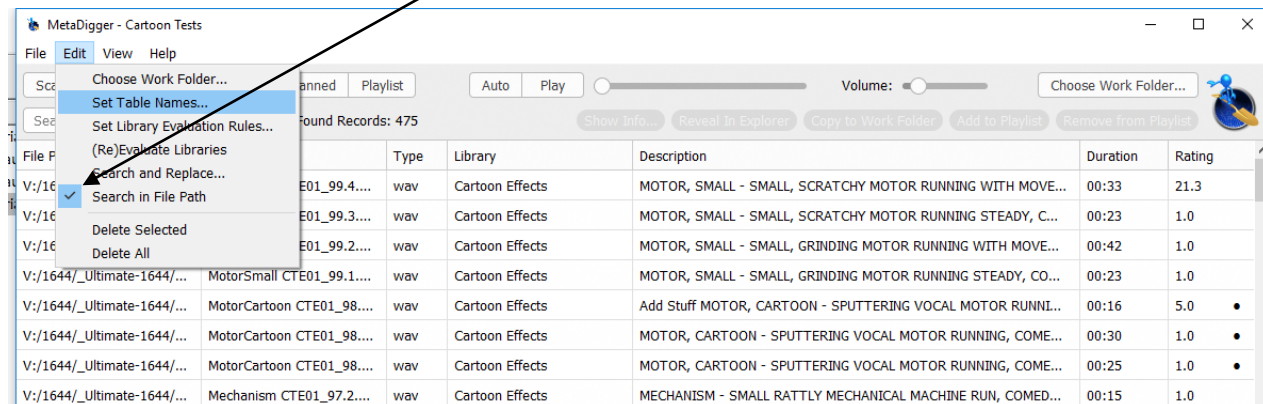 MetaDigger - Cartoon Tests
File Edit View Help
Choose Work Folder...
Set Table Names...
Set Library Evaluation Rules...
(Re)Evaluate Libraries
Search and Replace...
Search in File Path
Delete Selected
Delete All
Playlist Auto Play Volume: Choose Work Folder...
Found Records: 475 Show Info... Reveal In Explorer Copy to Work Folder Add to Playlist Remove from Playlist
File Type Library Description Duration Rating
V:/16 E01_99.4.... wav Cartoon Effects MOTOR, SMALL - SMALL, SCRATCHY MOTOR RUNNING WITH MOVE... 00:33 21.3
V:/16 E01_99.3.... wav Cartoon Effects MOTOR, SMALL - SMALL, SCRATCHY MOTOR RUNNING STEADY, C... 00:23 1.0
V:/16 E01_99.2.... wav Cartoon Effects MOTOR, SMALL - SMALL, GRINDING MOTOR RUNNING WITH MOVE... 00:42 1.0
V:/1644/_Ultimate-1644/... MotorSmall CTE01_99.1.... wav Cartoon Effects MOTOR, SMALL - SMALL, GRINDING MOTOR RUNNING STEADY, CO... 00:23 1.0
V:/1644/_Ultimate-1644/... MotorCartoon CTE01_98.... wav Cartoon Effects Add Stuff MOTOR, CARTOON - SPUTTERING VOCAL MOTOR RUNNI... 00:16 5.0 •
V:/1644/_Ultimate-1644/... MotorCartoon CTE01_98.... wav Cartoon Effects MOTOR, CARTOON - SPUTTERING VOCAL MOTOR RUNNING, COME... 00:30 1.0 •
V:/1644/_Ultimate-1644/... MotorCartoon CTE01_98.... wav Cartoon Effects MOTOR, CARTOON - SPUTTERING VOCAL MOTOR RUNNING, COME... 00:25 1.0 •
V:/1644/_Ultimate-1644/... Mechanism CTE01_97.2.... wav Cartoon Effects MECHANISM - SMALL RATTLY MECHANICAL MACHINE RUN, COMED... 00:15 1.0